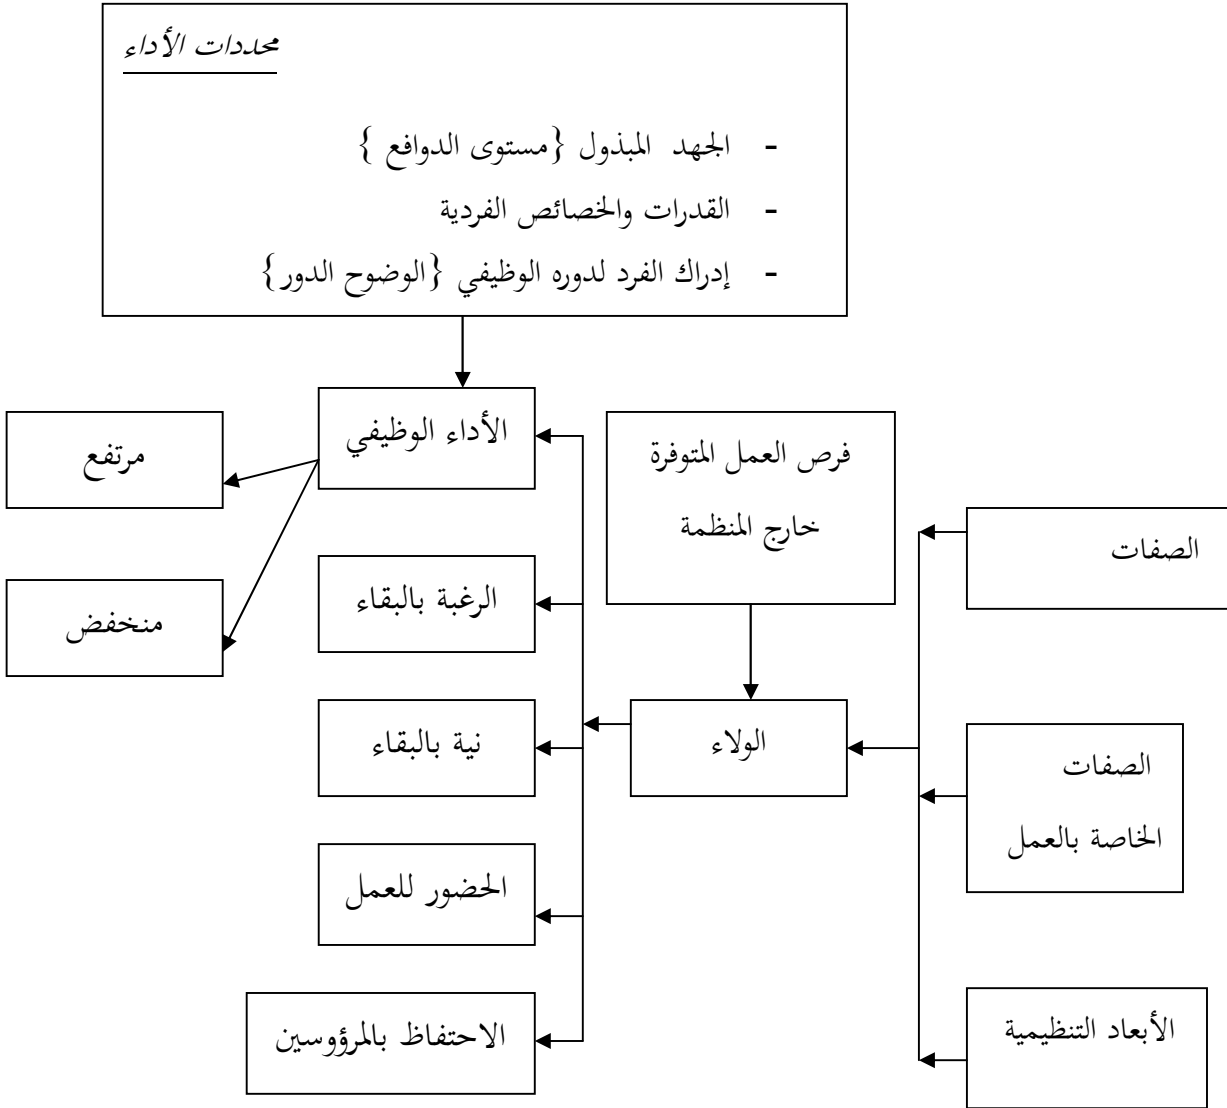 محددات الأداء
- الجهد المبذول {مستوى الدوافع }
- القدرات والخصائص الفردية
- إدراك الفرد لدوره الوظيفي {الوضوح الدور}
الأداء الوظيفي
مرتفع
منخفض
فرص العمل المتوفرة
خارج المنظمة
الصفات
الرغبة بالبقاء
الولاء
نية بالبقاء
الصفات
الخاصة بالعمل
الحضور للعمل
الأبعاد التنظيمية
الاحتفاظ بالمرؤوسين